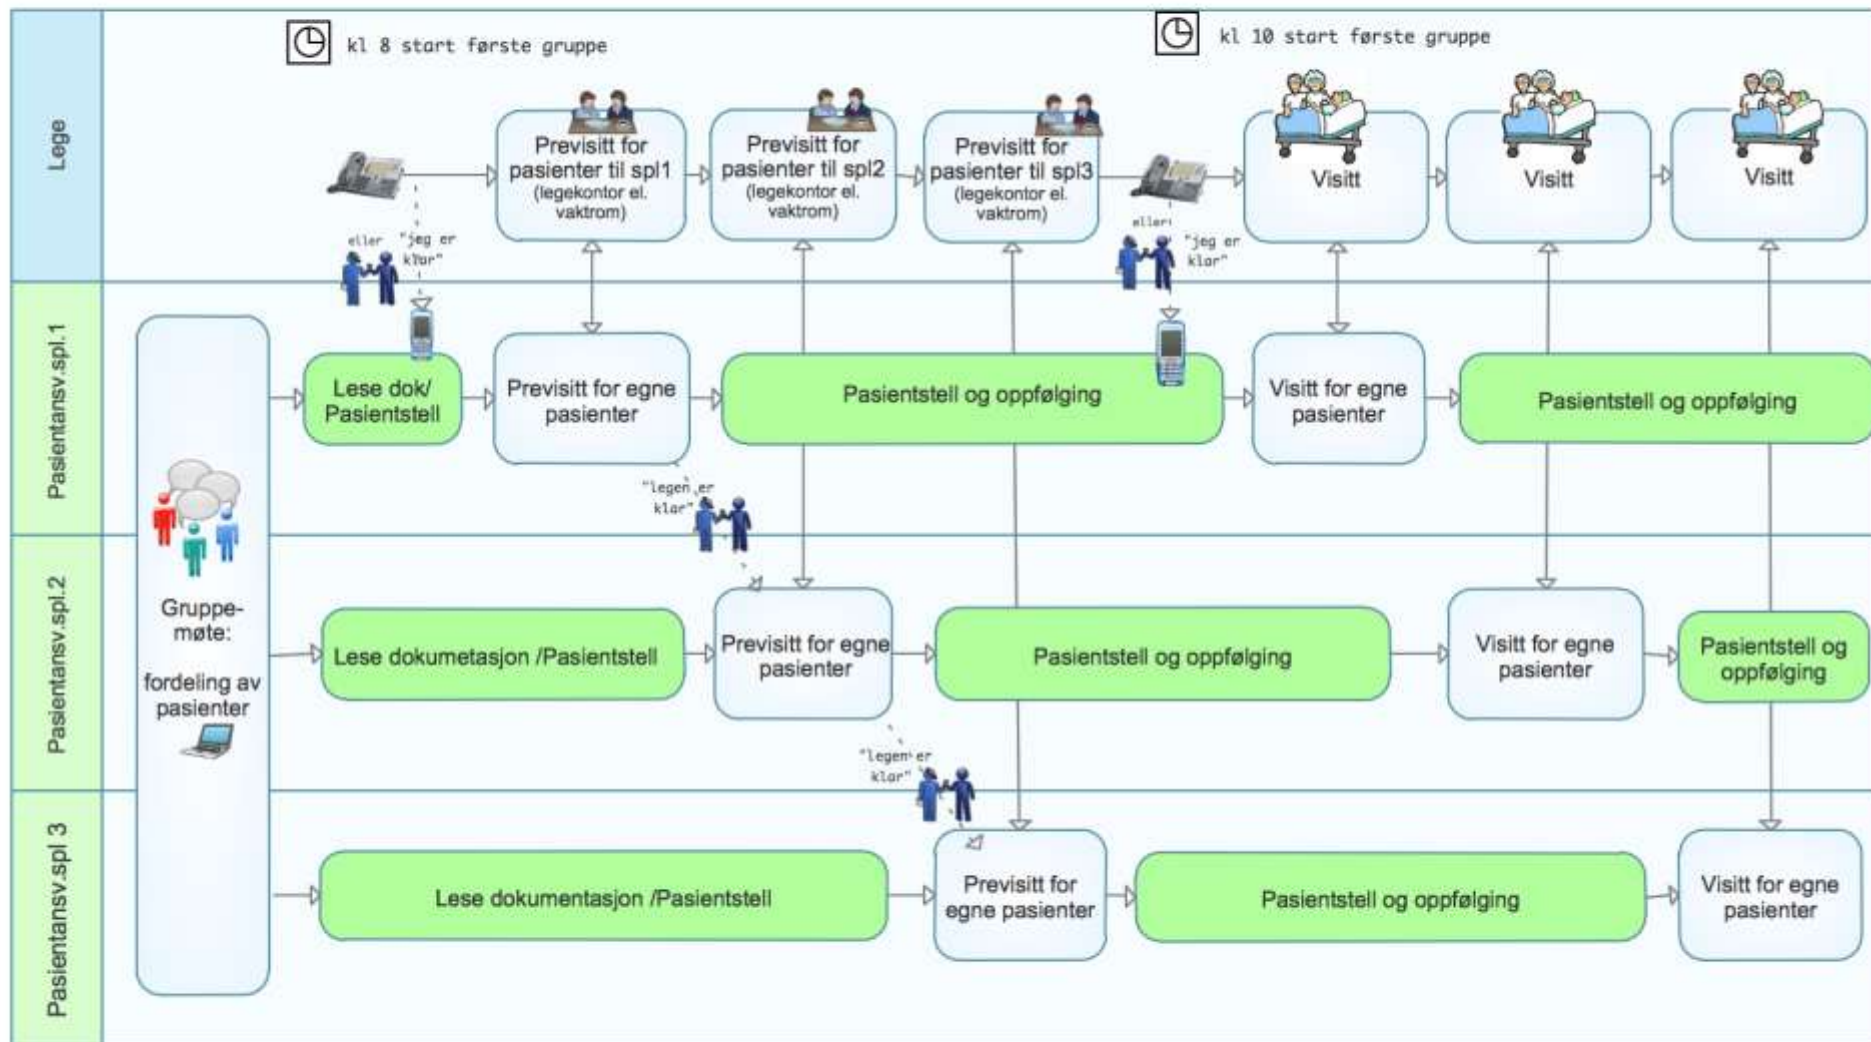 kl 8 start første gruppe
kl 10 start første gruppe
Lege
Previsitt for
pasienter til spl1
(legekontor el.
vaktrom)
Previsitt for
pasienter til spl2
(legekontor el.
vaktrom)
Previsitt for
pasienter til spl3
(legekontor el.
vaktrom)
Visitt
Visitt
Visitt
eller
"jeg er
klar"
eller
"jeg er
klar"
Pasientansv.spl.1
Lese dok/
Pasientstell
Previsitt for egne
pasienter
Pasientstell og oppfølging
Visitt for egne
pasienter
Pasientstell og oppfølging
"legen er
klar"
Gruppe-
møte:
fordeling av
pasienter
Pasientansv.spl.2
Lese dokumetasjon /Pasientstell
Previsitt for egne
pasienter
Pasientstell og oppfølging
Visitt for egne
pasienter
Pasientstell og
oppfølging
"legen er
klar"
Pasientansv.spl 3
Lese dokumentasjon /Pasientstell
Previsitt for
egne pasienter
Pasientstell og oppfølging
Visitt for egne
pasienter